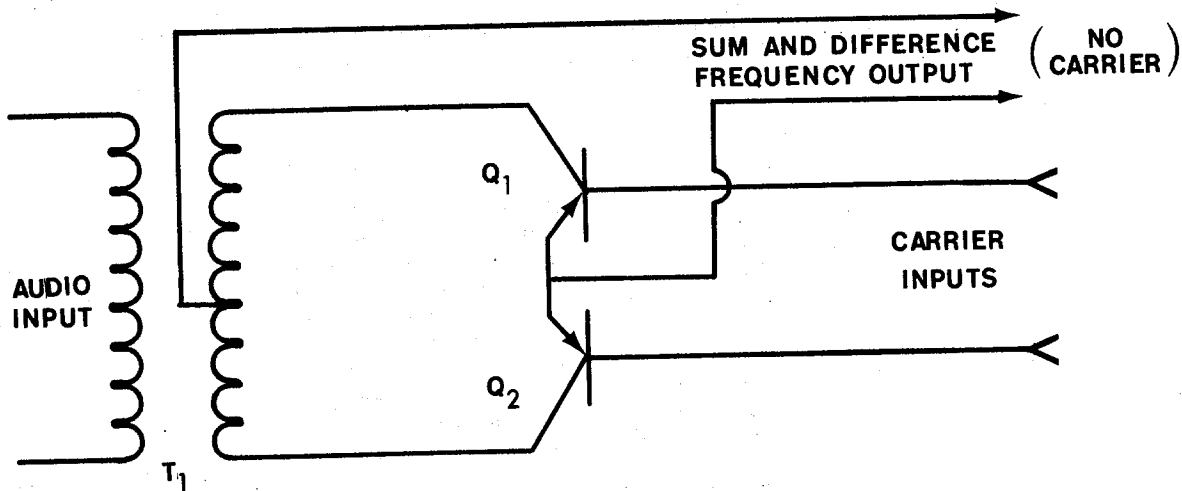 SUM AND DIFFERENCE
FREQUENCY OUTPUT
( NO
CARRIER )
Q1
AUDIO
INPUT
CARRIER
INPUTS
Q2
T1